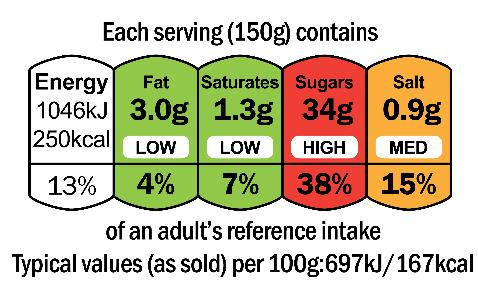 Each serving (150g) contains
Energy Fat Saturates Sugars Salt
1046kJ 3.0g 1.3g 34g 0.9g
250kcal LOW LOW HIGH MED
13% 4% 7% 38% 15%
of an adult's reference intake
Typical values (as sold) per 100g:697kJ/167kcal